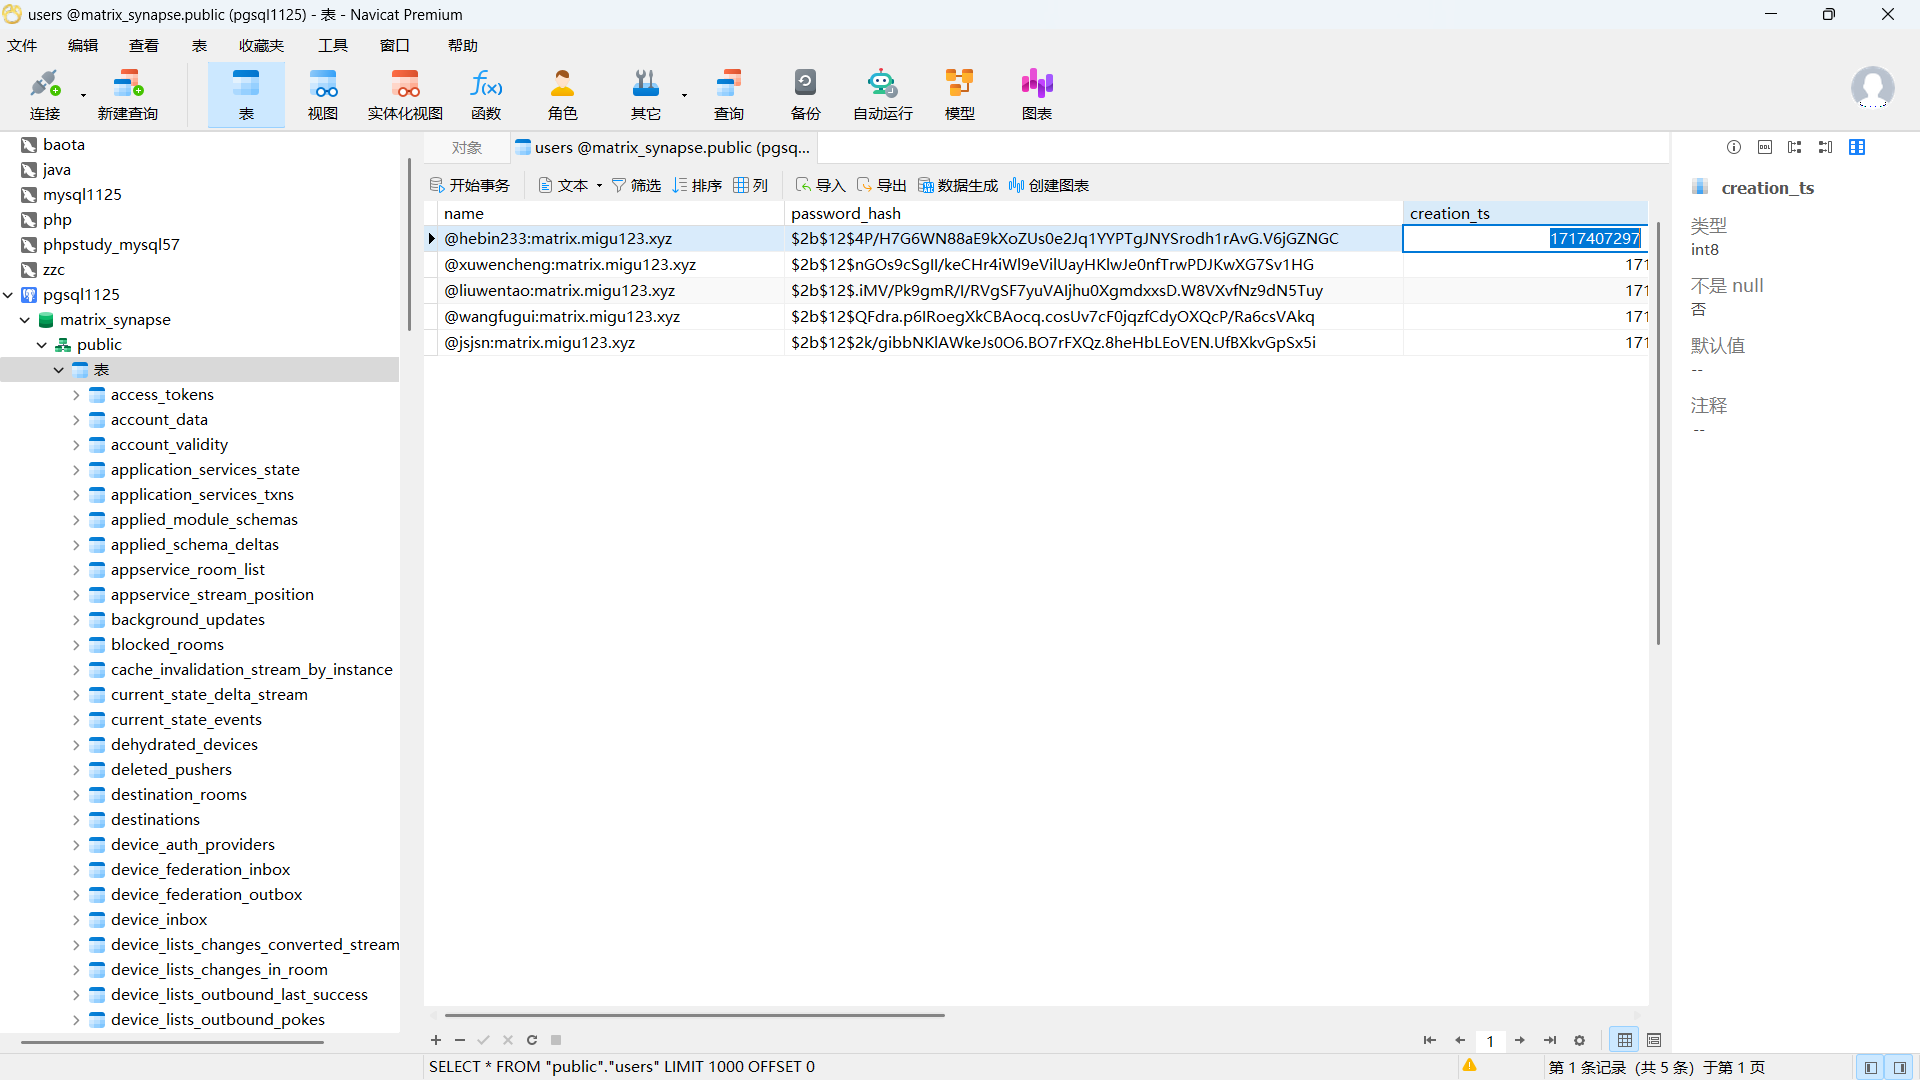 users @matrix_synapse.public (pgsql1125) - 表 - Navicat Premium
文件 编辑 查看 表 收藏夹 工具 窗口 帮助
连接 新建查询 表 视图 实体化视图 函数 角色 其它 查询 备份 自动运行 模型 图表
baota
java
mysql1125
php
phpstudy_mysql57
zzc
pgsql1125
matrix_synapse
public
表
access_tokens
account_data
account_validity
application_services_state
application_services_txns
applied_module_schemas
applied_schema_deltas
appservice_room_list
appservice_stream_position
background_updates
blocked_rooms
cache_invalidation_stream_by_instance
current_state_delta_stream
current_state_events
dehydrated_devices
deleted_pushers
destination_rooms
destinations
device_auth_providers
device_federation_inbox
device_federation_outbox
device_inbox
device_lists_changes_converted_stream
device_lists_changes_in_room
device_lists_outbound_last_success
device_lists_outbound_pokes
对象 users @matrix_synapse.public (pgsq...
开始事务 文本 筛选 排序 列 导入 导出 数据生成 创建图表
name password_hash creation_ts
@hebin233:matrix.migu123.xyz $2b$12$4P/H7G6WN88aE9kXoZUs0e2Jq1YYPTgJNYSrodh1rAvG.V6jGZNGC 1717407297
@xuwencheng:matrix.migu123.xyz $2b$12$nGOs9cSgII/keCHr4iWl9eVilUayHKlwJe0nfTrwPDJKwXG7Sv1HG 171
@liuwentao:matrix.migu123.xyz $2b$12$.iMV/Pk9gmR/I/RVgSF7yuVAIjhu0XgmdxxsD.W8VXvfNz9dN5Tuy 171
@wangfugui:matrix.migu123.xyz $2b$12$QFdra.p6IRoegXkCBAocq.cosUv7cF0jqzfCdyOXQcP/Ra6csVAkq 171
@jsjsn:matrix.migu123.xyz $2b$12$2k/gibbNKlAWkeJs0O6.BO7rFXQz.8heHbLEoVEN.UfBXkvGpSx5i 171
creation_ts
类型
int8
不是 null
否
默认值
--
注释
--
1
SELECT * FROM "public"."users" LIMIT 1000 OFFSET 0
第 1 条记录 (共 5 条) 于第 1 页